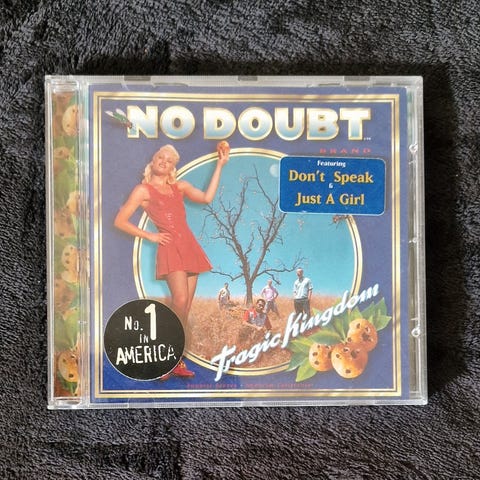 NO DOUBT
BRAND
Featuring
Don't Speak
&
Just A Girl
No. 1
IN
AMERICA
Tragic Kingdom